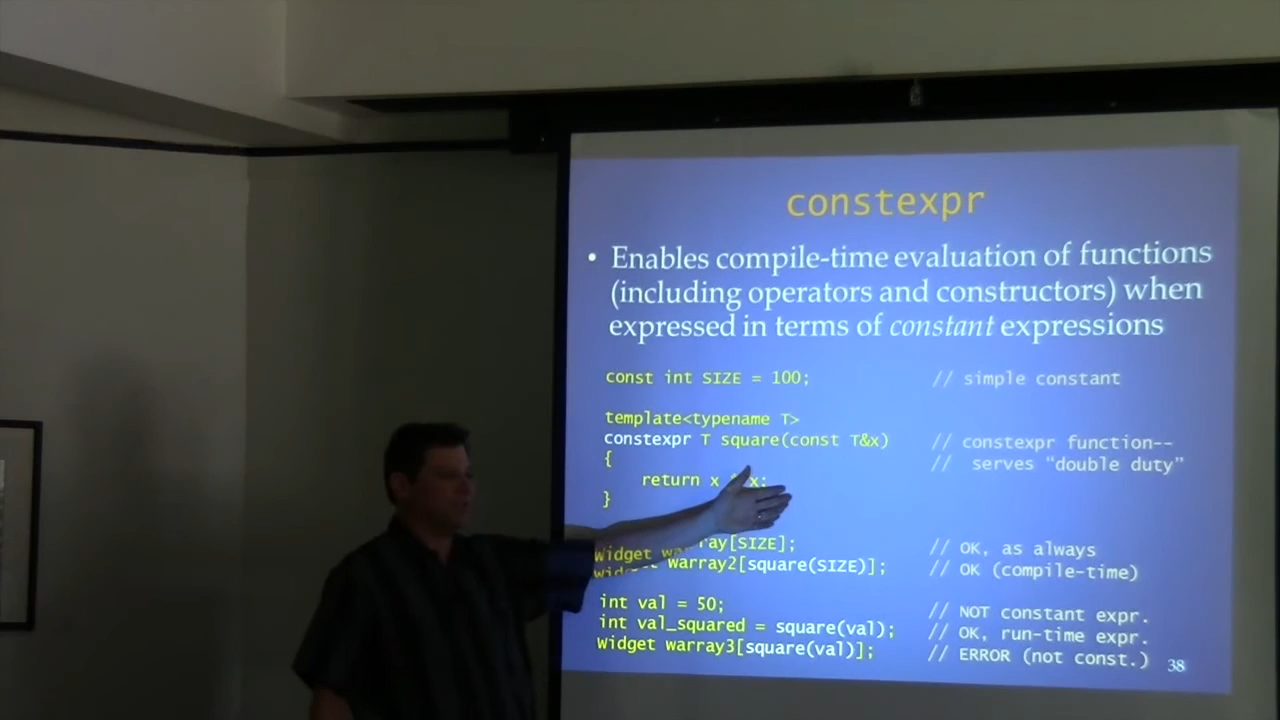 constexpr
• Enables compile-time evaluation of functions
(including operators and constructors) when
expressed in terms of constant expressions
const int SIZE = 100; // simple constant
template<typename T>
constexpr T square(const T&x) // constexpr function--
{ // serves “double duty”
return x * x;
}
Widget warray[SIZE]; // OK, as always
Widget warray2[square(SIZE)]; // OK (compile-time)
int val = 50; // NOT constant expr.
int val_squared = square(val); // OK, run-time expr.
Widget warray3[square(val)]; // ERROR (not const.)
38